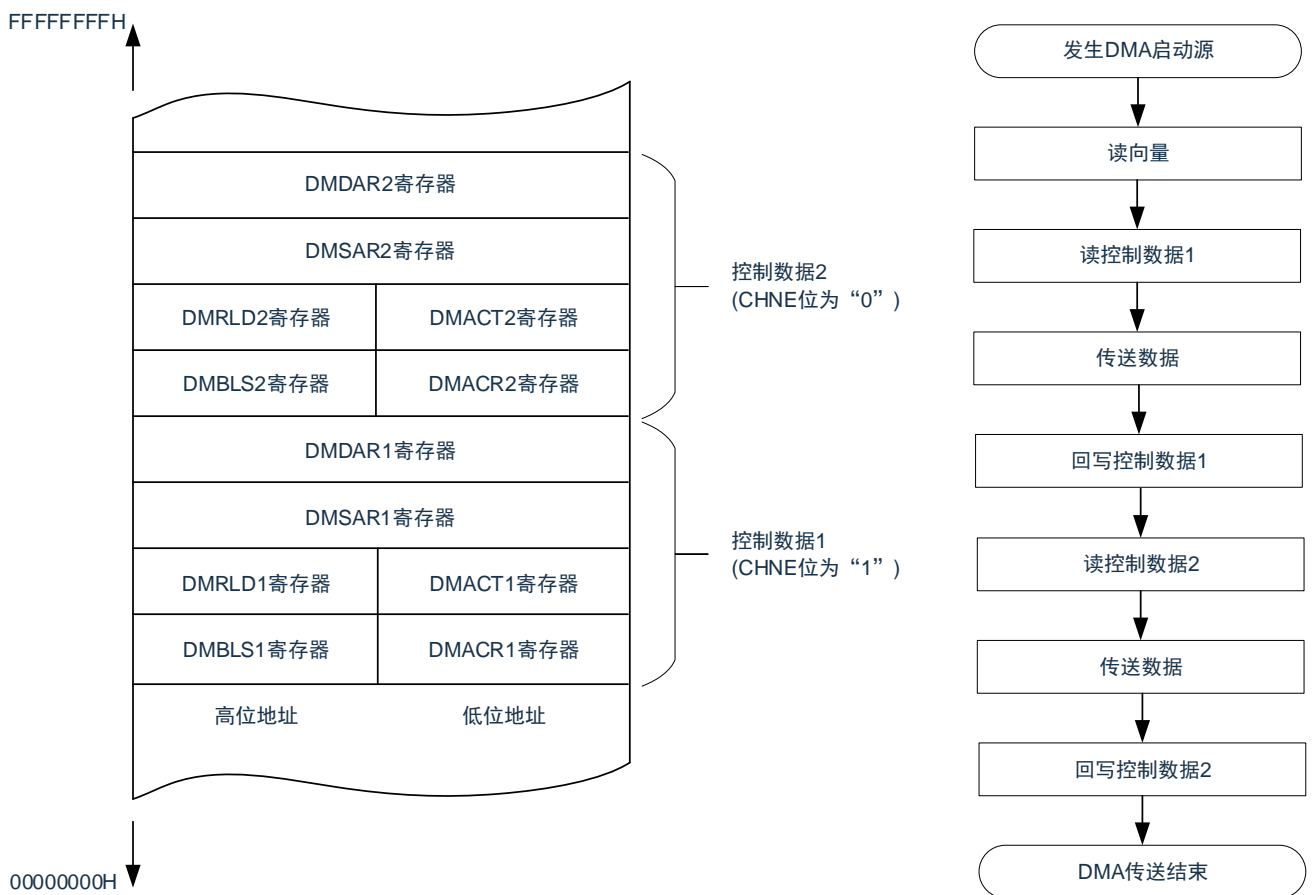 FFFFFFFFH
DMDAR2寄存器
DMSAR2寄存器
DMRLD2寄存器 DMACT2寄存器
DMBLS2寄存器 DMACR2寄存器
DMDAR1寄存器
DMSAR1寄存器
DMRLD1寄存器 DMACT1寄存器
DMBLS1寄存器 DMACR1寄存器
高位地址 低位地址
00000000H
控制数据2
(CHNE位为“0”)
控制数据1
(CHNE位为“1”)
发生DMA启动源
读向量
读控制数据1
传送数据
回写控制数据1
读控制数据2
传送数据
回写控制数据2
DMA传送结束